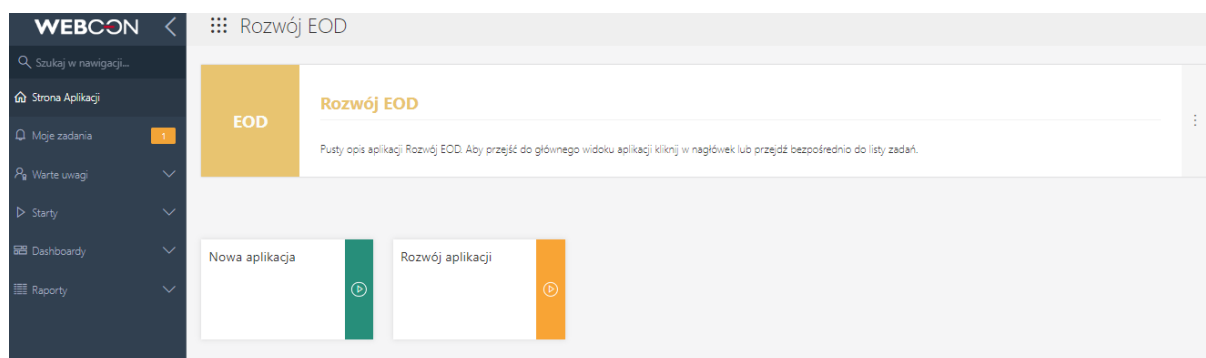 WEBCON
Rozwój EOD
Szukaj w nawigacji...
Strona Aplikacji
Moje zadania 1
Warte uwagi
Starty
Dashboardy
Raporty
EOD
Rozwój EOD
Pusty opis aplikacji Rozwój EOD. Aby przejść do głównego widoku aplikacji kliknij w nagłówek lub przejdź bezpośrednio do listy zadań.
Nowa aplikacja
Rozwój aplikacji